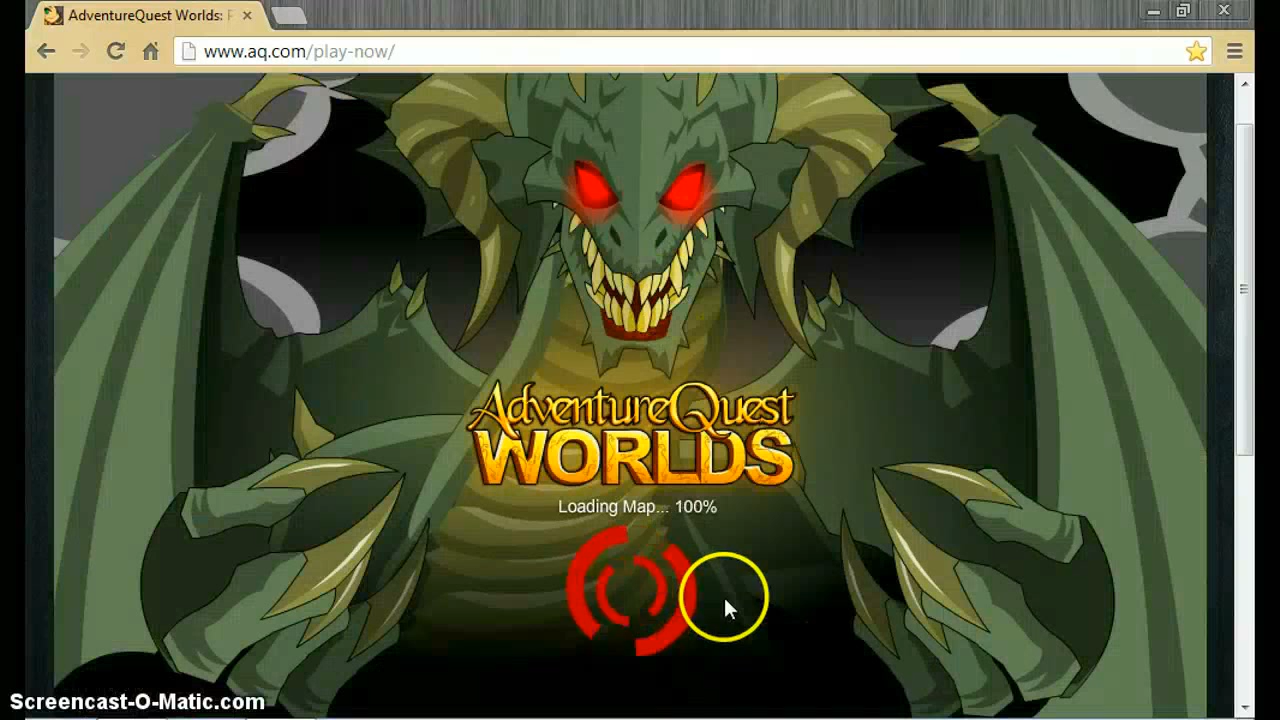 AdventureQuest Worlds: F
www.aq.com/play-now/
AdventureQuest
WORLDS
Loading Map... 100%
Screencast-O-Matic.com